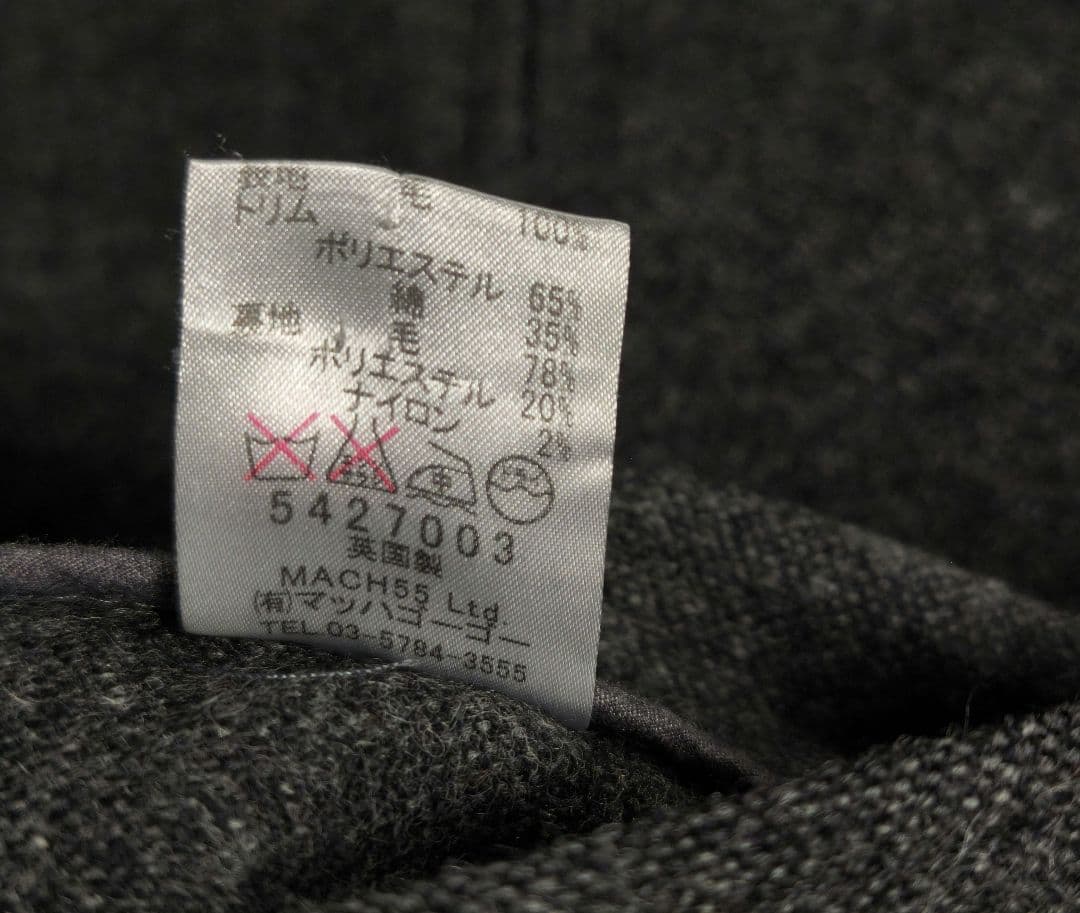 表地 毛 100%
トリム ポリエステル 65%
綿 35%
裏地 毛 78%
ポリエステル 20%
ナイロン 2%
5427003
英国製
MACH55 Ltd.
(有)マッハゴーゴー
TEL.03-5784-3555